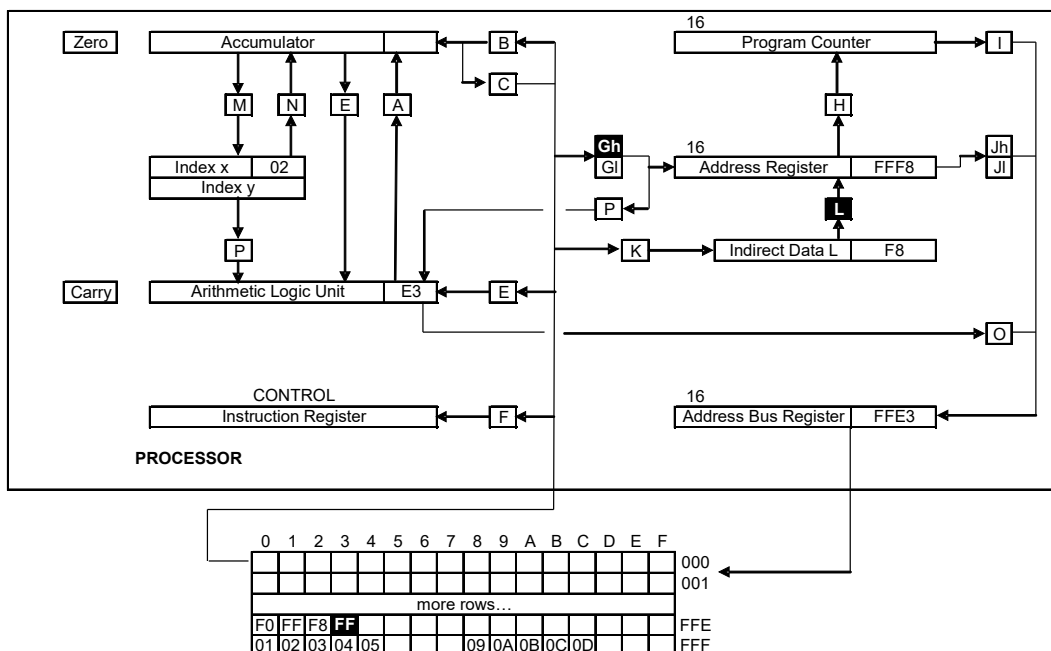 16
16
Zero Accumulator B Program Counter I
C
M N E A H
Gh
Index x 02 Gl Address Register FFF8 Jh
Index y Jl
P L
P K Indirect Data L F8
Carry Arithmetic Logic Unit E3 E
O
CONTROL 16
Instruction Register F Address Bus Register FFE3
PROCESSOR
0 1 2 3 4 5 6 7 8 9 A B C D E F
000
001
more rows…
F0 FF F8 FF FFE
01 02 03 04 05 09 0A 0B 0C 0D FFF